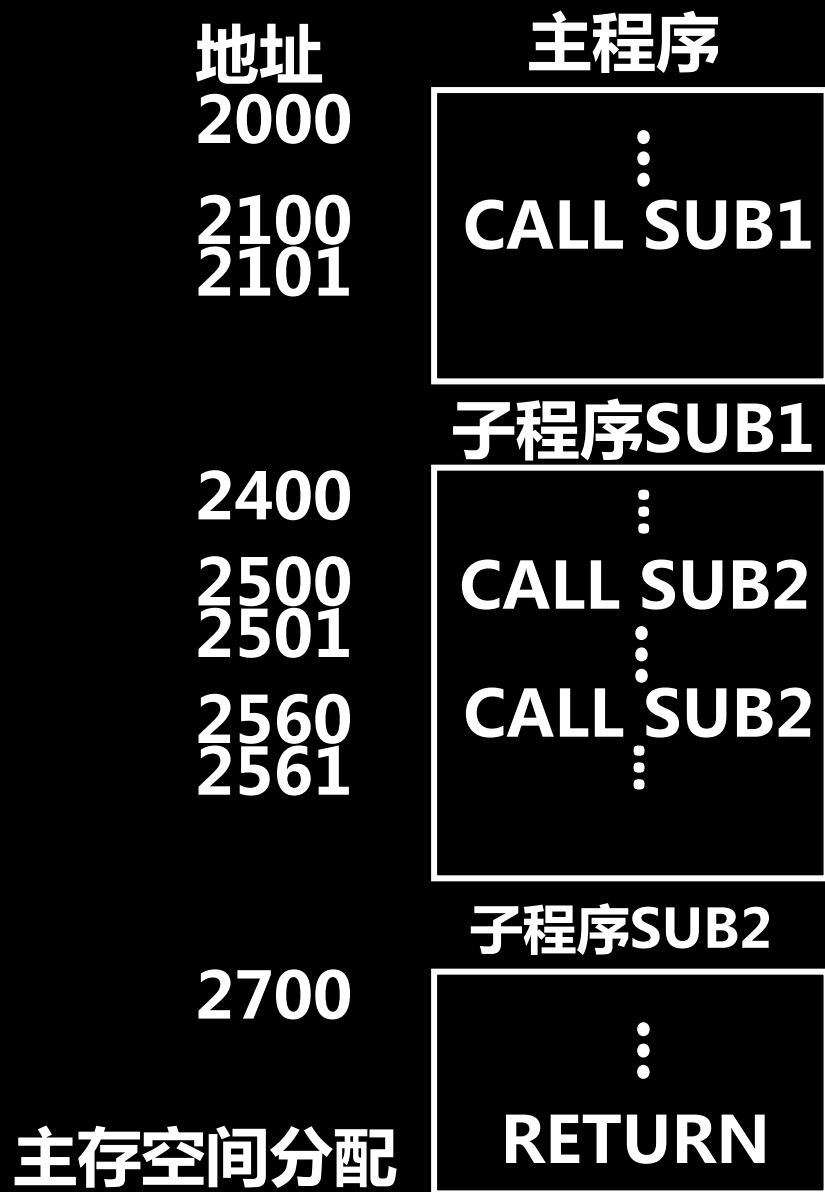 地址 主程序
2000
⋮
2100 CALL SUB1
2101
子程序SUB1
2400
⋮
2500 CALL SUB2
2501
⋮
2560 CALL SUB2
2561
⋮
子程序SUB2
2700
⋮
RETURN
主存空间分配